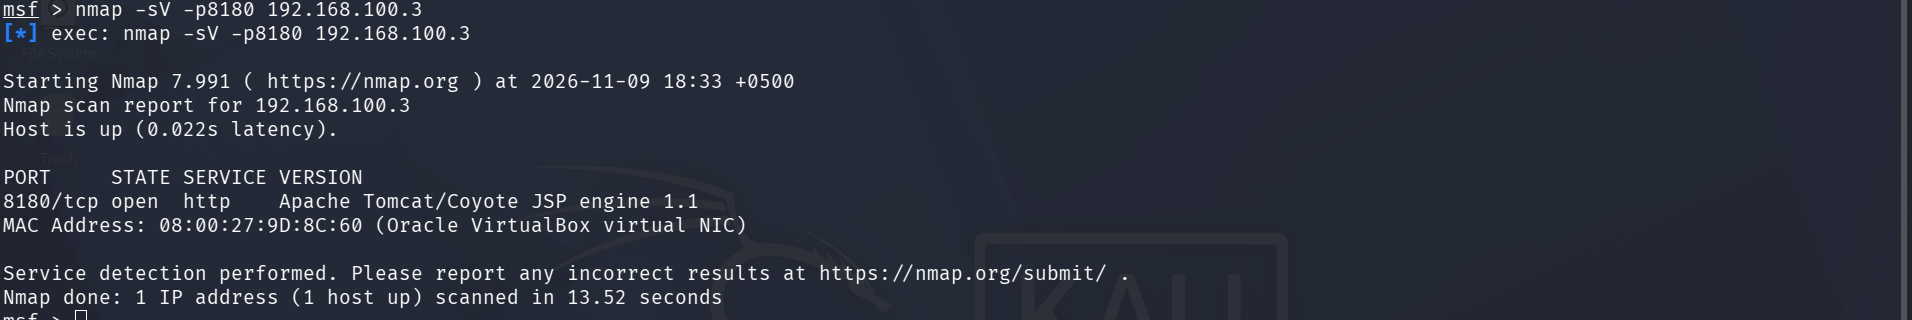 msf > nmap -sV -p8180 192.168.100.3
[*] exec: nmap -sV -p8180 192.168.100.3
File System
Starting Nmap 7.991 ( https://nmap.org ) at 2026-11-09 18:33 +0500
Nmap scan report for 192.168.100.3
Host is up (0.022s latency).
Trash
PORT     STATE SERVICE VERSION
8180/tcp open  http    Apache Tomcat/Coyote JSP engine 1.1
MAC Address: 08:00:27:9D:8C:60 (Oracle VirtualBox virtual NIC)
Service detection performed. Please report any incorrect results at https://nmap.org/submit/ .
Nmap done: 1 IP address (1 host up) scanned in 13.52 seconds
KALI
msf >